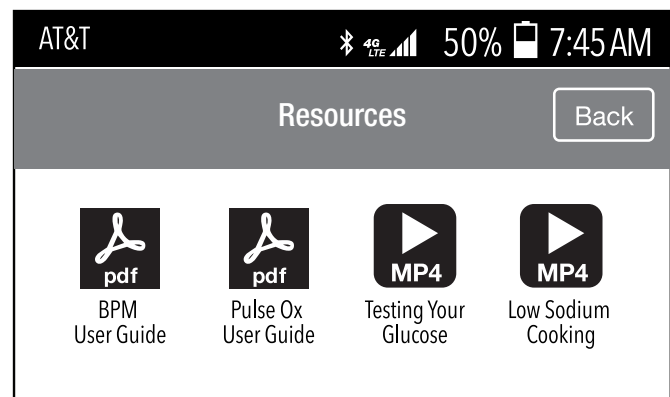 AT&T 4G LTE 50% 7:45 AM
Resources Back
pdf pdf MP4 MP4
BPM Pulse Ox Testing Your Low Sodium
User Guide User Guide Glucose Cooking